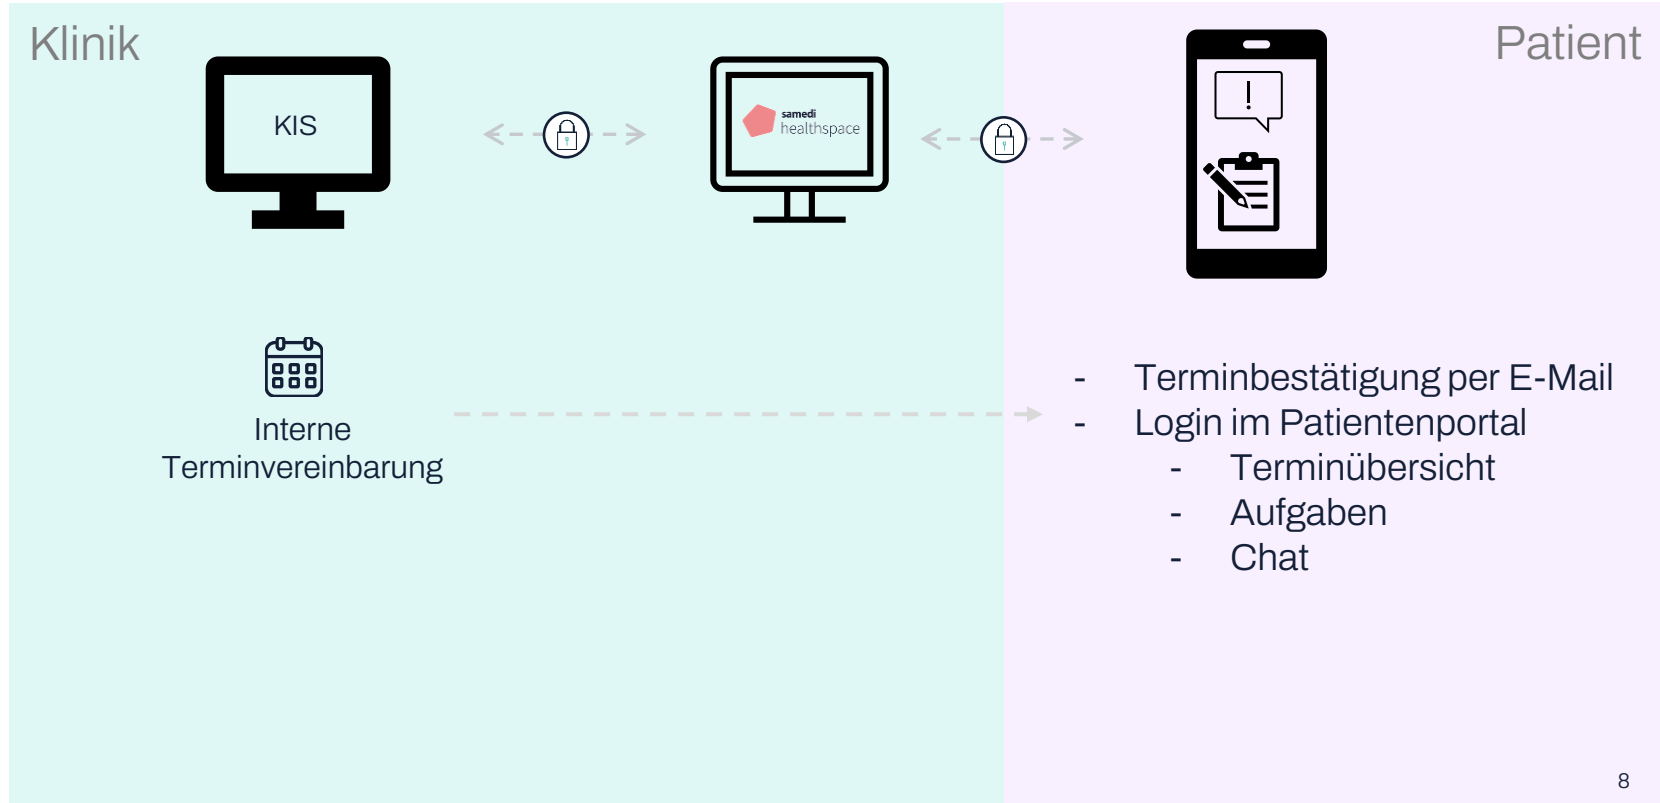 Klinik
Patient
KIS
samedi
healthspace
!
Interne
Terminvereinbarung
- Terminbestätigung per E-Mail
- Login im Patientenportal
- Terminübersicht
- Aufgaben
- Chat
8